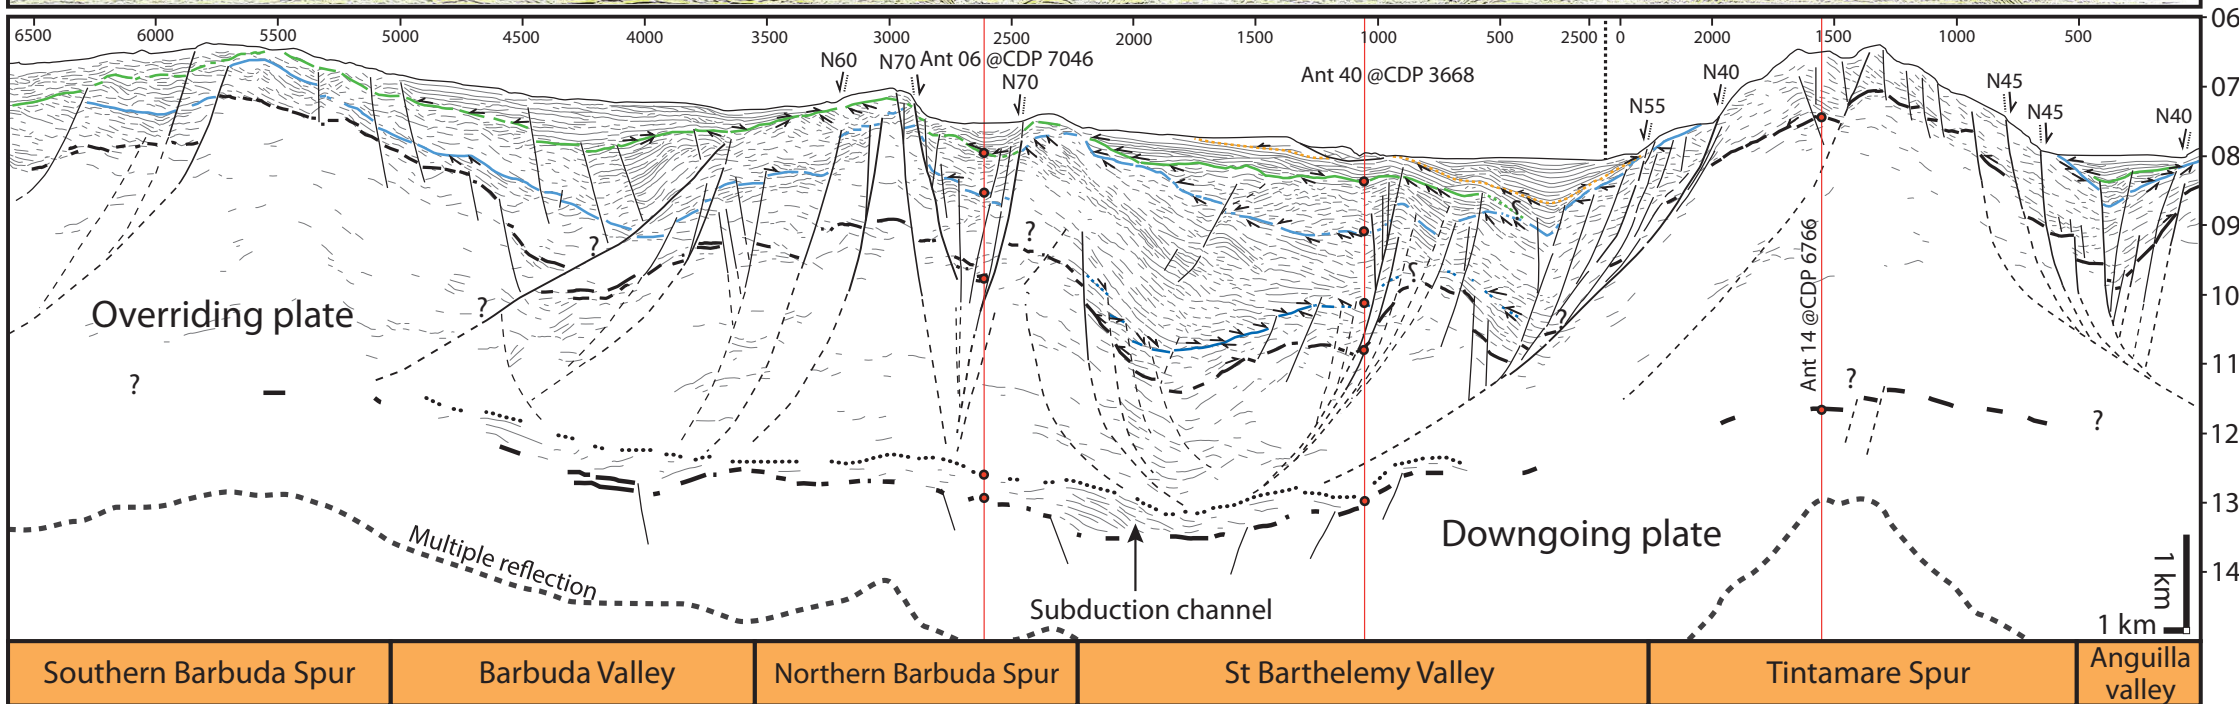 6500 6000 5500 5000 4500 4000 3500 3000 2500 2000 1500 1000 500 2500 0 2000 1500 1000 500
06
N60 N70 Ant 06 @CDP 7046
N70
Ant 40 @CDP 3668
N40
N55
N45
N45
N40
07
08
09
10
11
12
13
14
?
?
?
?
?
?
?
?
?
?
Ant 14 @CDP 6766
Overriding plate
Downgoing plate
Multiple reflection
Subduction channel
1 km
1 km
Southern Barbuda Spur
Barbuda Valley
Northern Barbuda Spur
St Barthelemy Valley
Tintamare Spur
Anguilla
valley